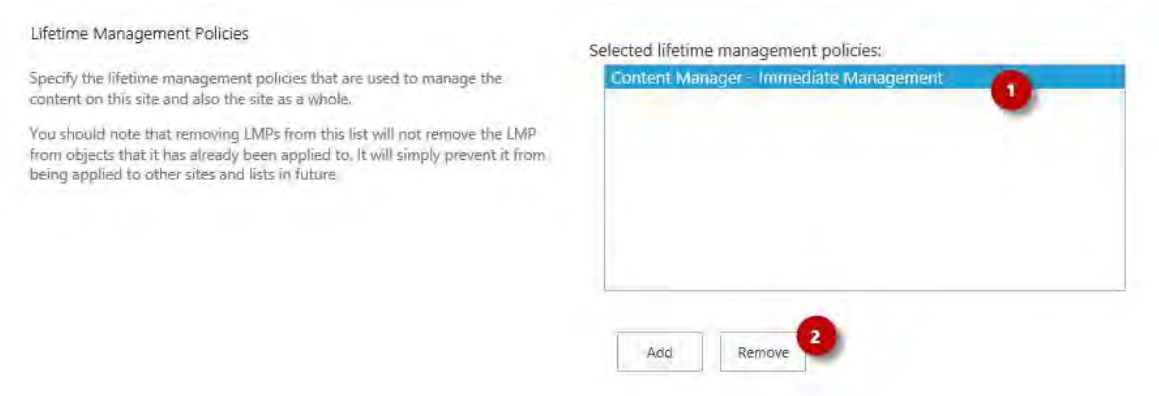 Lifetime Management Policies
Specify the lifetime management policies that are used to manage the
content on this site and also the site as a whole.
You should note that removing LMPs from this list will not remove the LMP
from objects that it has already been applied to. It will simply prevent it from
being applied to other sites and lists in future
Selected lifetime management policies:
Content Manager - Immediate Management
1
Add
Remove
2